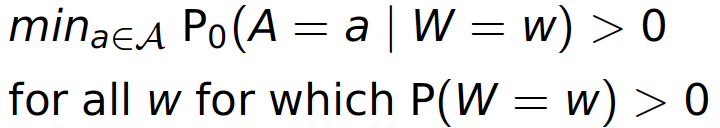 min_{a∈𝒜} P₀(A = a | W = w) > 0
for all w for which P(W = w) > 0